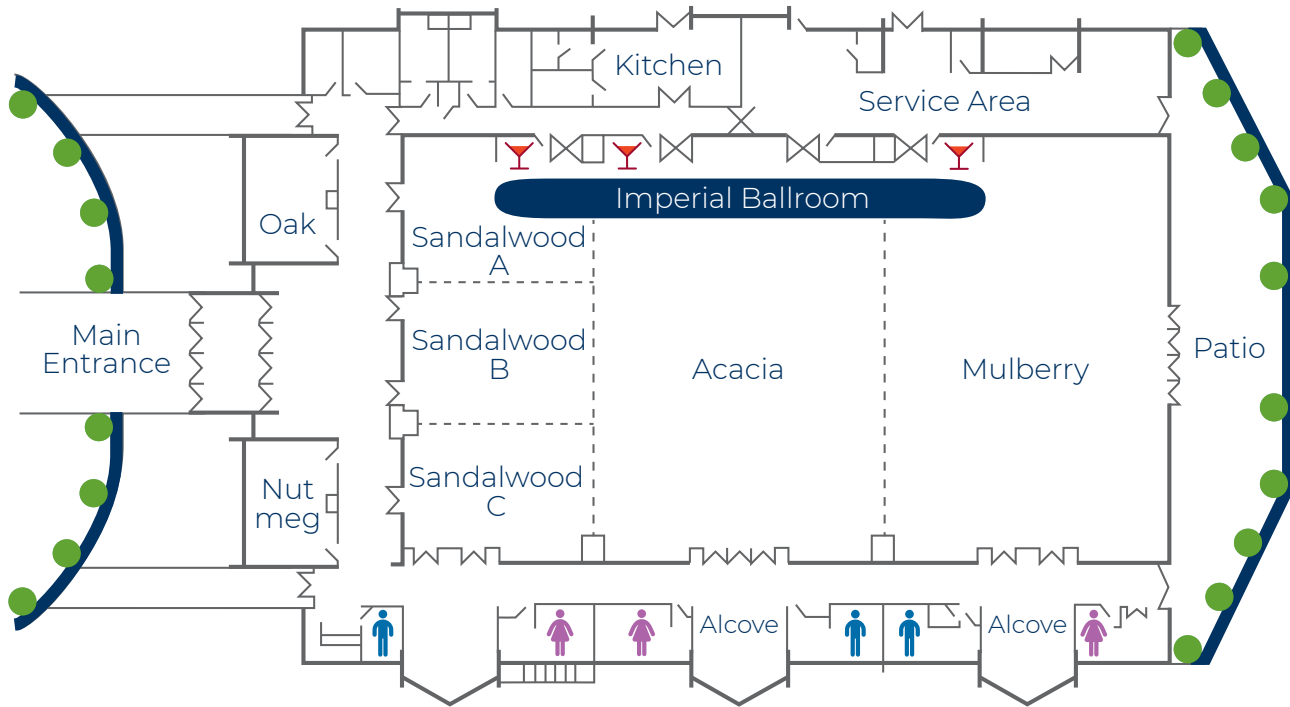 Kitchen
Service Area
Imperial Ballroom
Oak
Sandalwood
A
Main
Entrance
Sandalwood
B
Acacia
Mulberry
Patio
Sandalwood
C
Nut
meg
Alcove
Alcove